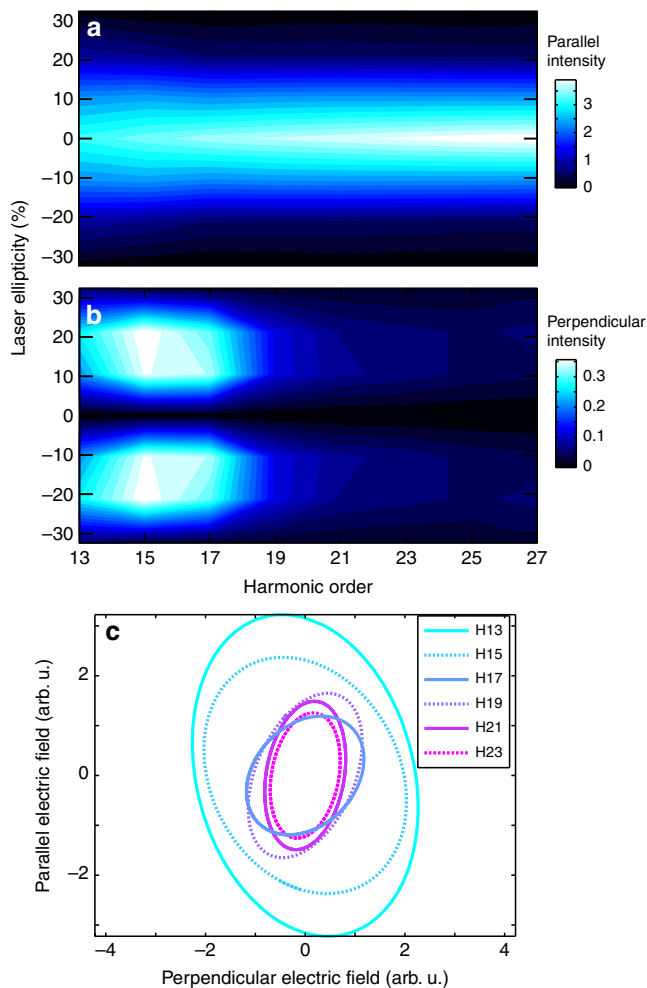 a
30
20
10
0
−10
−20
−30
Parallel
intensity
3
2
1
0
Laser ellipticity (%)
b
30
20
10
0
−10
−20
−30
Perpendicular
intensity
0.3
0.2
0.1
0
13 15 17 19 21 23 25 27
Harmonic order
c
2
0
−2
H13
H15
H17
H19
H21
H23
Parallel electric field (arb. u.)
−4 −2 0 2 4
Perpendicular electric field (arb. u.)